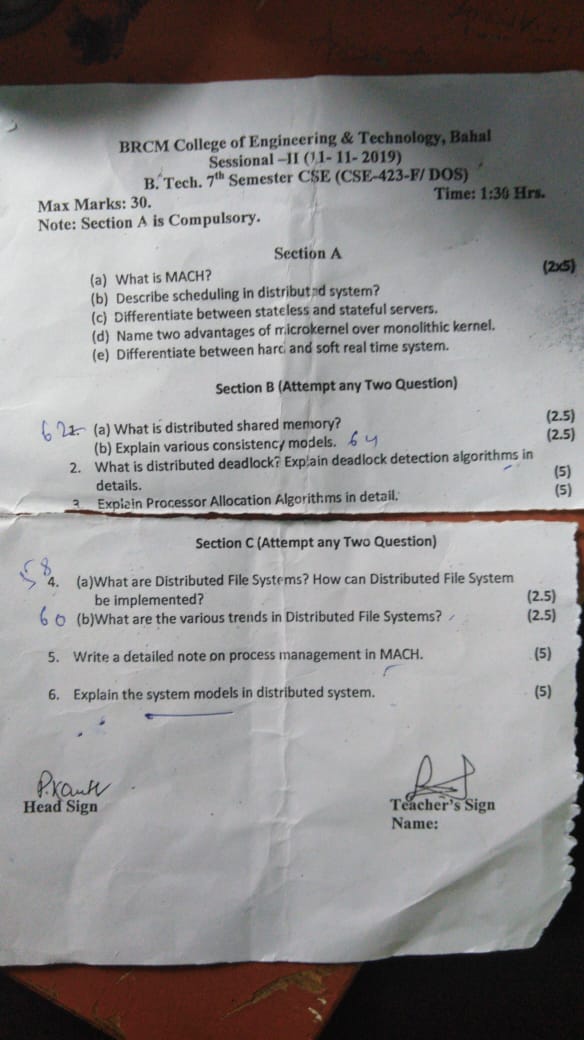 BRCM College of Engineering & Technology, Bahal
Sessional -II (11- 11- 2019)
B. Tech. 7th Semester CSE (CSE-423-F/ DOS)
Max Marks: 30. Time: 1:30 Hrs.
Note: Section A is Compulsory.
Section A
(2x5)
(a) What is MACH?
(b) Describe scheduling in distributed system?
(c) Differentiate between stateless and stateful servers.
(d) Name two advantages of microkernel over monolithic kernel.
(e) Differentiate between hard and soft real time system.
Section B (Attempt any Two Question)
62 1. (a) What is distributed shared memory? (2.5)
(b) Explain various consistency models. 64 (2.5)
2. What is distributed deadlock? Explain deadlock detection algorithms in
details. (5)
3. Explain Processor Allocation Algorithms in detail. (5)
Section C (Attempt any Two Question)
58
4. (a)What are Distributed File Systems? How can Distributed File System
be implemented? (2.5)
60 (b)What are the various trends in Distributed File Systems? (2.5)
5. Write a detailed note on process management in MACH. (5)
6. Explain the system models in distributed system. (5)
Head Sign Teacher's Sign
Name: